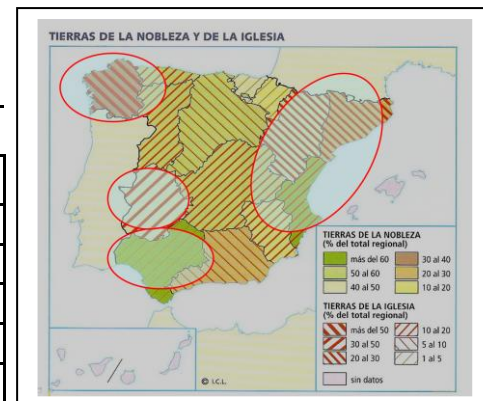 TIERRAS DE LA NOBLEZA Y DE LA IGLESIA
TIERRAS DE LA NOBLEZA
(% del total regional)
más del 60
30 al 40
50 al 60
20 al 30
40 al 50
10 al 20
TIERRAS DE LA IGLESIA
(% del total regional)
más del 50
10 al 20
30 al 50
5 al 10
20 al 30
1 al 5
sin datos
© I.C.L.